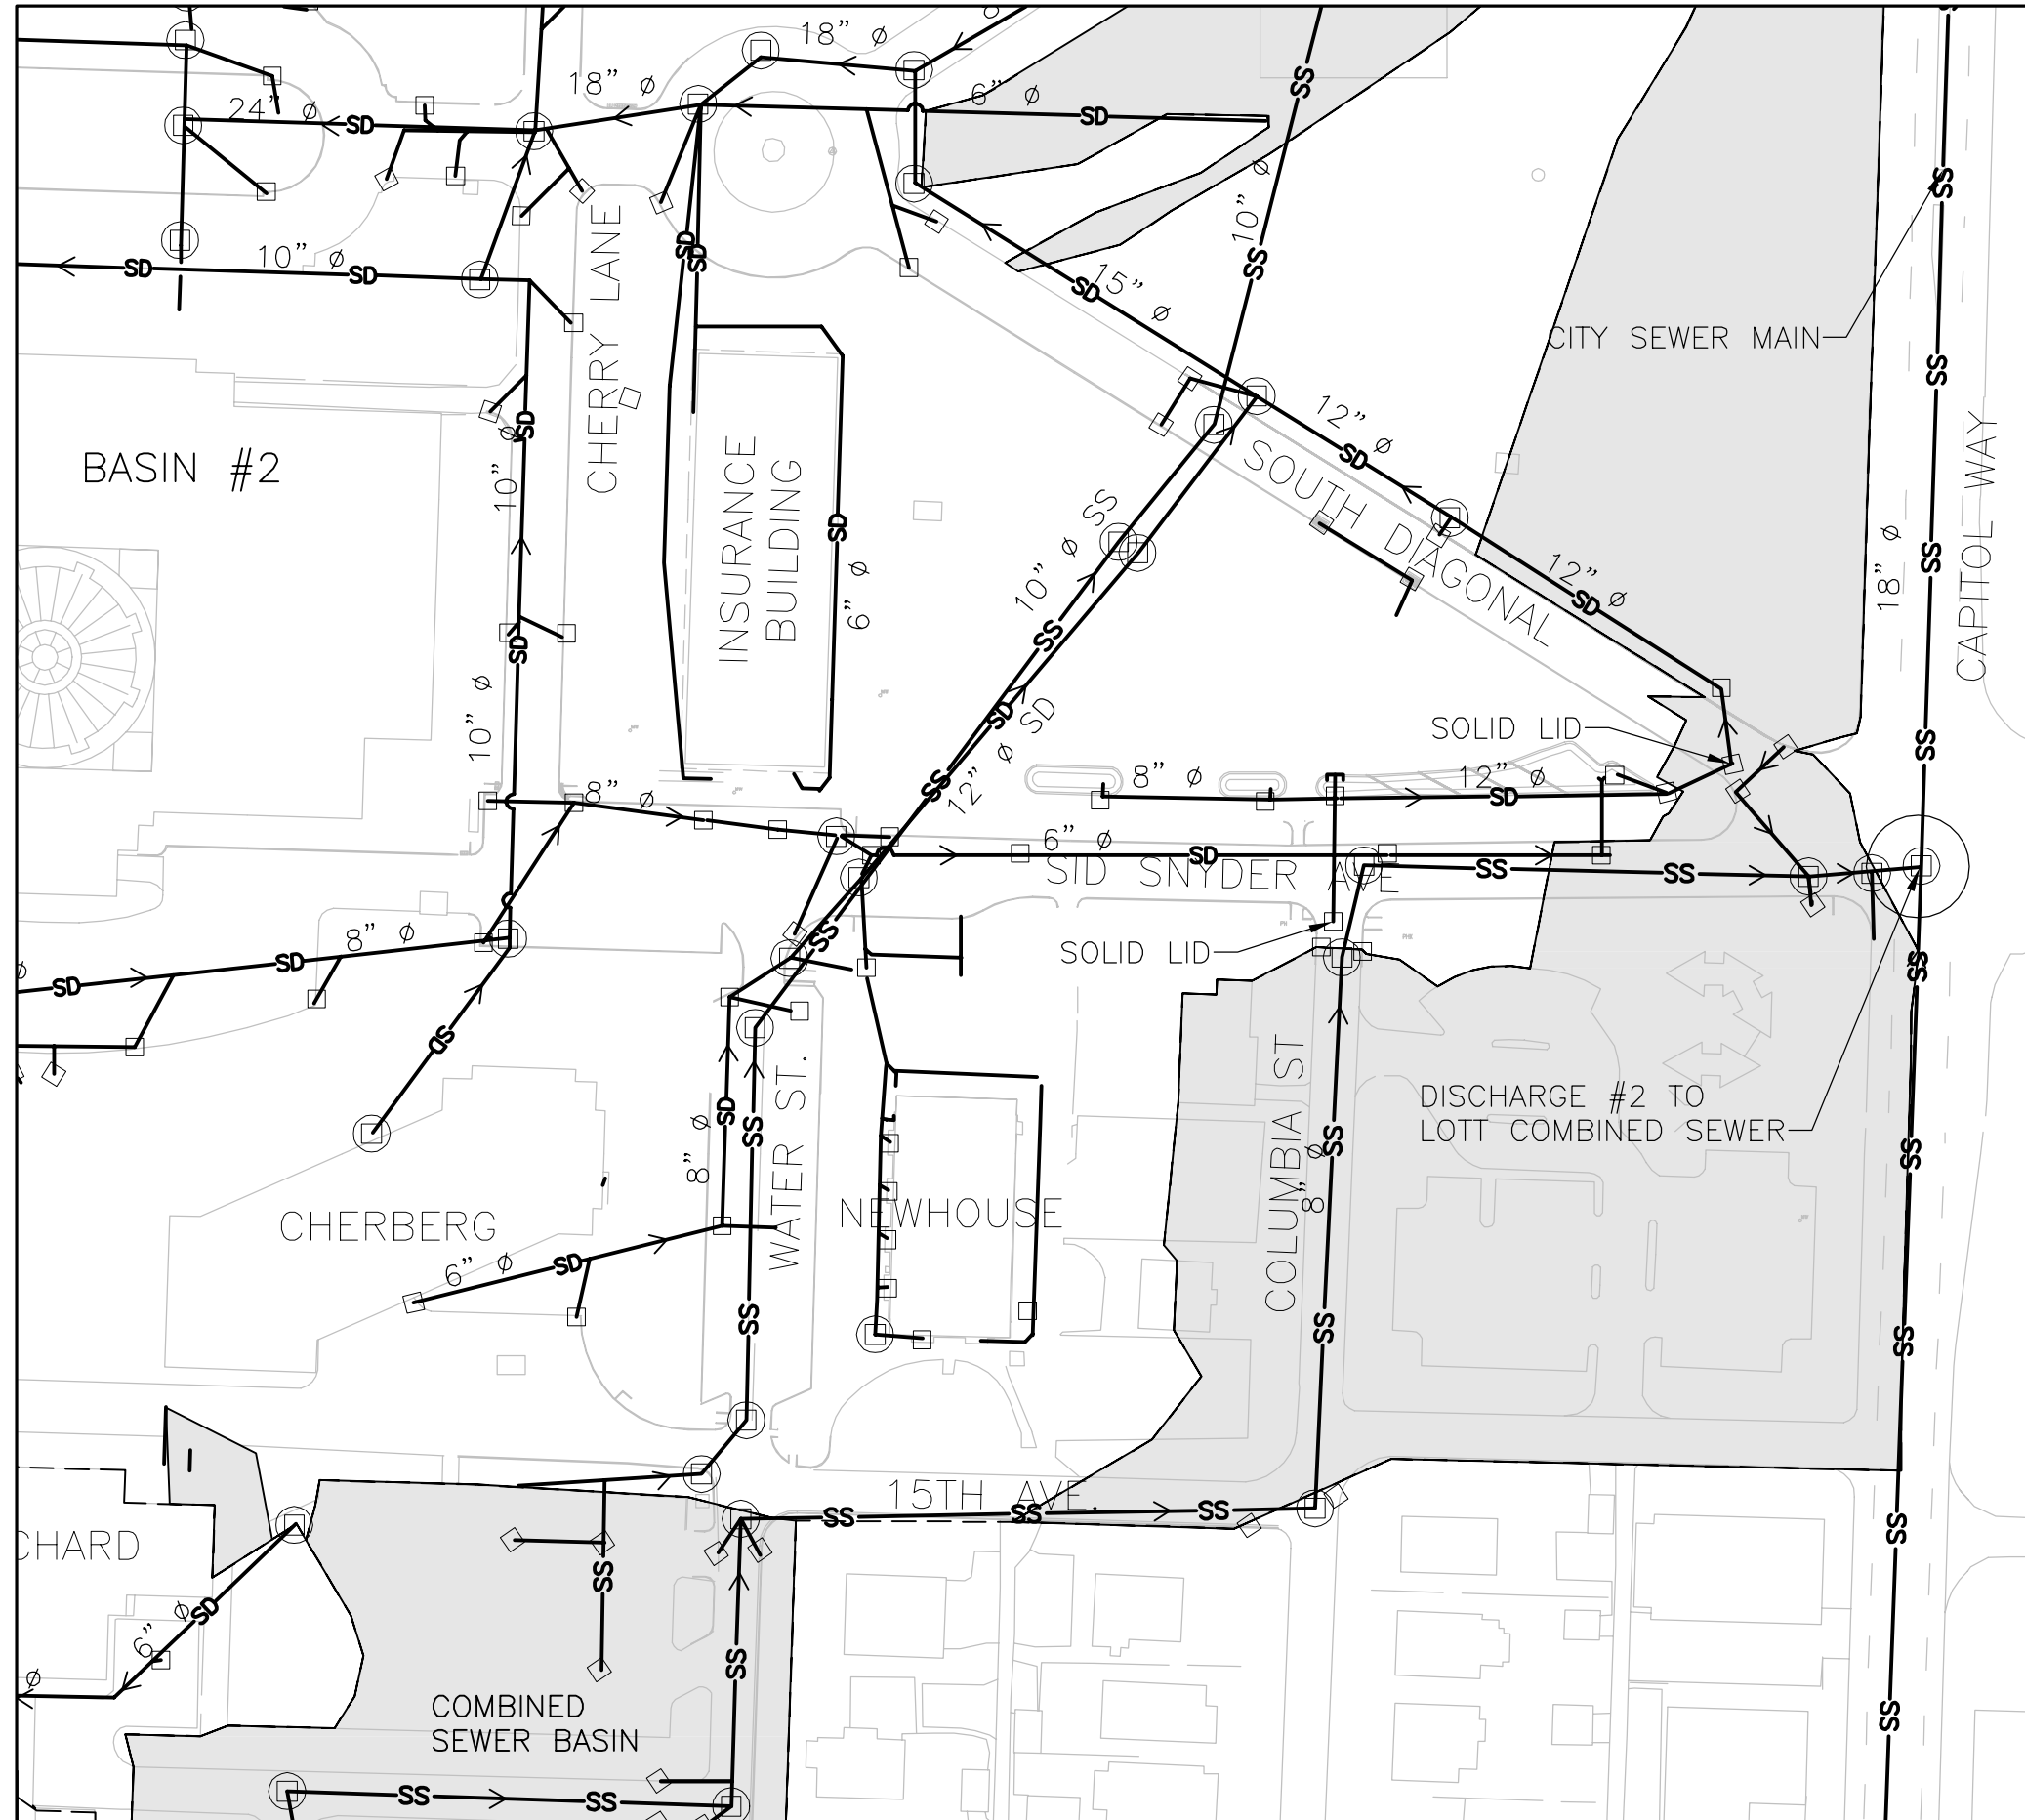 18" ø
18" ø
24" ø
SD
6" ø
SD
SS
10" ø
SS
SS
SD
10" ø
SD
SD
SD
CHERRY LANE
15" ø
SD
CITY SEWER MAIN
SS
BASIN #2
SD
10" ø
INSURANCE
BUILDING
SD
6" ø
12" ø
SD
SOUTH DIAGONAL
12" ø
SD
18" ø
SS
CAPITOL WAY
10" ø SS
SS
SD
10" ø
SD
12" ø SD
SS
SOLID LID
SS
8" ø
8" ø
12" ø
SD
6" ø
SD
SID SNYDER AVE
SS
SS
8" ø
SD
SD
ø
SS
SOLID LID
SS
SD
SD
8" ø
SS
WATER ST.
COLUMBIA ST
8" ø
SS
DISCHARGE #2 TO
LOTT COMBINED SEWER
SS
CHERBERG
NEWHOUSE
6" ø
SD
SS
SS
SS
15TH AVE.
SS
SS
SS
SS
CHARD
SS
SD
6" ø
ø
SS
COMBINED
SEWER BASIN
SS
SS
SS